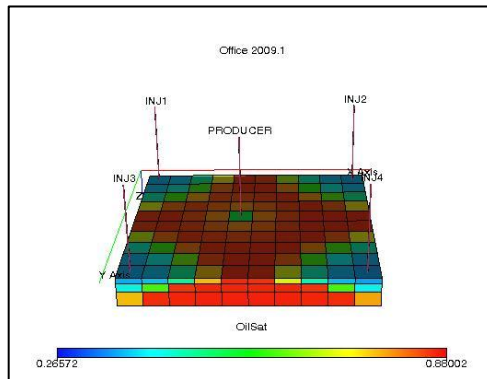 Office 2009.1
INJ1
INJ2
PRODUCER
INJ3
X Axis
INJ4
Z
Y Axis
OilSat
0.26572
0.88002